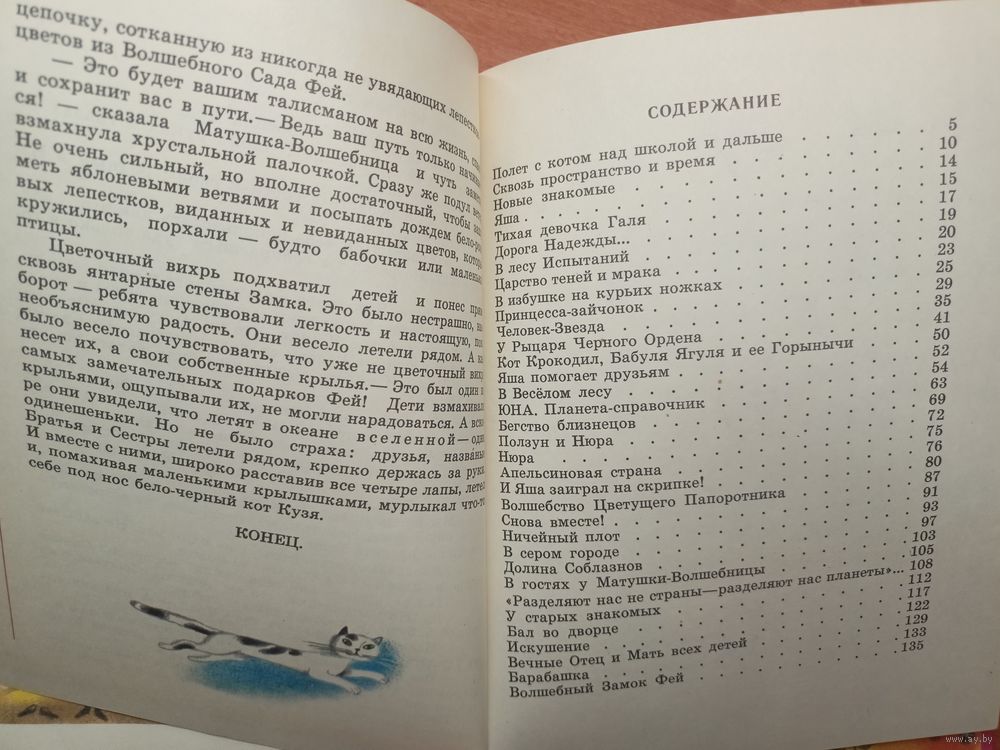 цепочку, сотканную из никогда не увядающих
цветов из Волшебного Сада Фей.
— Это будет вашим талисманом на всю жизнь,
и сохранит вас в пути.— Ведь ваш путь только
ся! — сказала Матушка-Волшебница и чуть
взмахнула хрустальной палочкой. Сразу же подул
Не очень сильный, но вполне достаточный, чтобы
меть яблоневыми ветвями и посыпать дождем
вых лепестков, виданных и невиданных цветов,
кружились, порхали — будто бабочки или
птицы.
Цветочный вихрь подхватил детей и понес
сквозь янтарные стены Замка. Это было нестрашно,
борот — ребята чувствовали легкость и настоящую,
необъяснимую радость. Они весело летели рядом. А
было весело почувствовать, что уже не цветочный
несет их, а свои собственные крылья.— Это был один
самых замечательных подарков Фей! Дети
крыльями, ощупывали их, не могли нарадоваться. А
ре они увидели, что летят в океане вселенной—
одинешеньки. Но не было страха: друзья,
Братья и Сестры летели рядом, крепко держась за
И вместе с ними, широко расставив все четыре лапы,
и, помахивая маленькими крылышками, мурлыкал
себе под нос бело-черный кот Кузя.
КОНЕЦ.
СОДЕРЖАНИЕ
Полет с котом над школой и дальше . . . . . 5
Сквозь пространство и время . . . . . 10
Новые знакомые . . . . . 14
Яша . . . . . 15
Тихая девочка Галя . . . . . 17
Дорога Надежды... . . . . . 19
В лесу Испытаний . . . . . 20
Царство теней и мрака . . . . . 23
В избушке на курьих ножках . . . . . 25
Принцесса-зайчонок . . . . . 29
Человек-Звезда . . . . . 35
У Рыцаря Черного Ордена . . . . . 41
Кот Крокодил, Бабуля Ягуля и ее Горынычи . . . . . 50
Яша помогает друзьям . . . . . 52
В Весёлом лесу . . . . . 54
ЮНА. Планета-справочник . . . . . 63
Бегство близнецов . . . . . 69
Ползун и Нюра . . . . . 72
Нюра . . . . . 75
Апельсиновая страна . . . . . 76
И Яша заиграл на скрипке! . . . . . 80
Волшебство Цветущего Папоротника . . . . . 87
Снова вместе! . . . . . 91
Ничейный плот . . . . . 93
В сером городе . . . . . 97
Долина Соблазнов . . . . . 103
В гостях у Матушки-Волшебницы . . . . . 105
«Разделяют нас не страны—разделяют нас планеты»... 108
У старых знакомых . . . . . 112
Бал во дворце . . . . . 117
Искушение . . . . . 122
Вечные Отец и Мать всех детей . . . . . 129
Барабашка . . . . . 133
Волшебный Замок Фей . . . . . 135
www.ay.by